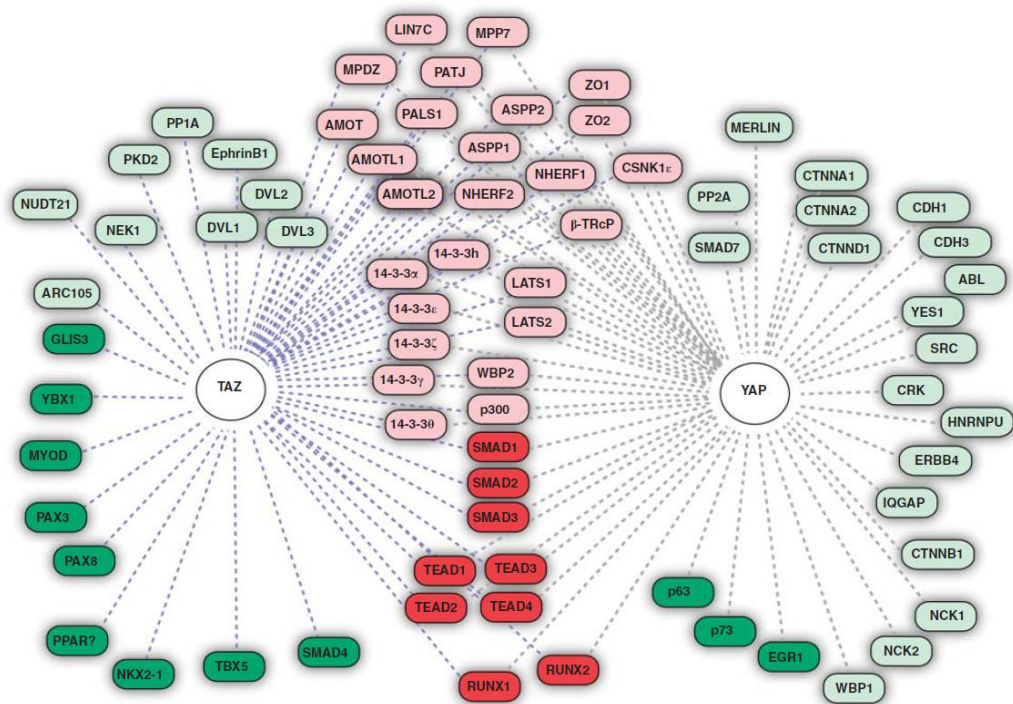 LIN7C
MPP7
MPDZ
PATJ
ZO1
PALS1
ASPP2
PP1A
AMOT
ZO2
MERLIN
PKD2
EphrinB1
AMOTL1
ASPP1
CSNK1ε
CTNNA1
NHERF1
DVL2
AMOTL2
NHERF2
PP2A
NUDT21
CTNNA2
CDH1
NEK1
DVL1
DVL3
β-TRcP
SMAD7
CTNND1
CDH3
14-3-3h
14-3-3α
LATS1
ABL
ARC105
14-3-3ε
YES1
LATS2
GLIS3
14-3-3ζ
SRC
TAZ
WBP2
YAP
14-3-3γ
CRK
YBX1
p300
14-3-3θ
HNRNPU
SMAD1
MYOD
ERBB4
SMAD2
IQGAP
PAX3
SMAD3
PAX8
CTNNB1
TEAD1
TEAD3
p63
TEAD2
TEAD4
NCK1
p73
PPAR?
SMAD4
NCK2
TBX5
RUNX2
EGR1
NKX2-1
RUNX1
WBP1